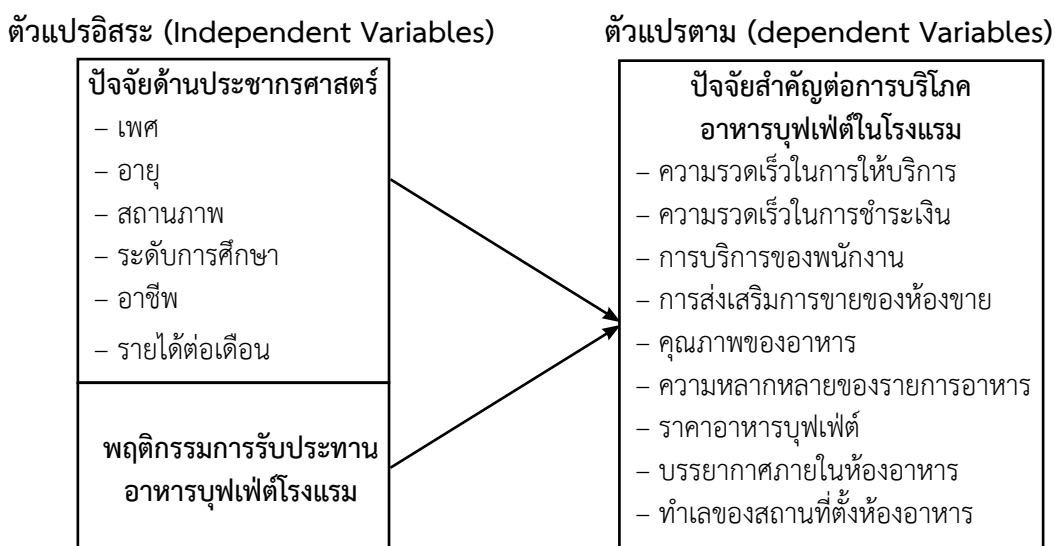 ตัวแปรอิสระ (Independent Variables)
ปัจจัยด้านประชากรศาสตร์
– เพศ
– อายุ
– สถานภาพ
– ระดับการศึกษา
– อาชีพ
– รายได้ต่อเดือน
พฤติกรรมการรับประทาน
อาหารบุฟเฟ่ต์โรงแรม
ตัวแปรตาม (dependent Variables)
ปัจจัยสำคัญต่อการบริโภค
อาหารบุฟเฟ่ต์ในโรงแรม
– ความรวดเร็วในการให้บริการ
– ความรวดเร็วในการชำระเงิน
– การบริการของพนักงาน
– การส่งเสริมการขายของห้องขาย
– คุณภาพของอาหาร
– ความหลากหลายของรายการอาหาร
– ราคาอาหารบุฟเฟ่ต์
– บรรยากาศภายในห้องอาหาร
– ทำเลของสถานที่ตั้งห้องอาหาร